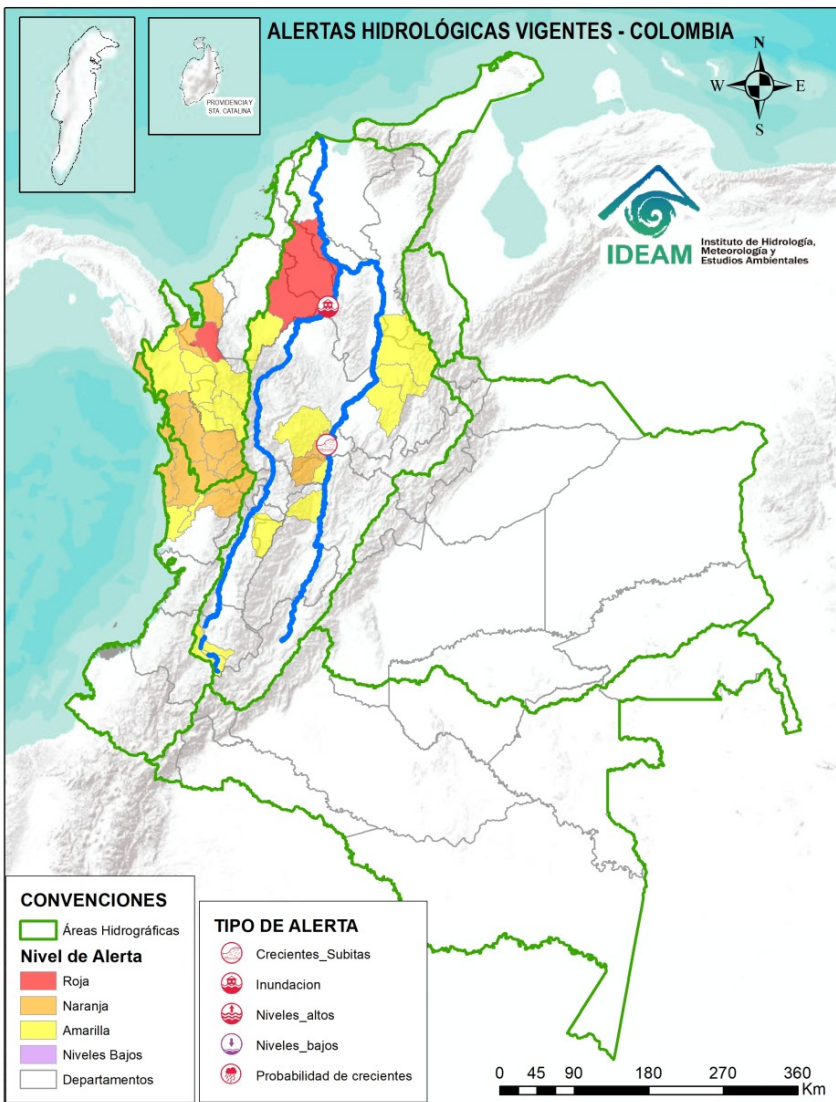 ALERTAS HIDROLÓGICAS VIGENTES - COLOMBIA
PROVIDENCIA Y
STA. CATALINA
N
W E
S
IDEAM
Instituto de Hidrología,
Meteorología y
Estudios Ambientales
CONVENCIONES
Áreas Hidrográficas
Nivel de Alerta
Roja
Naranja
Amarilla
Niveles Bajos
Departamentos
TIPO DE ALERTA
Crecientes_Subitas
Inundacion
Niveles_altos
Niveles_bajos
Probabilidad de crecientes
0 45 90 180 270 360
Km